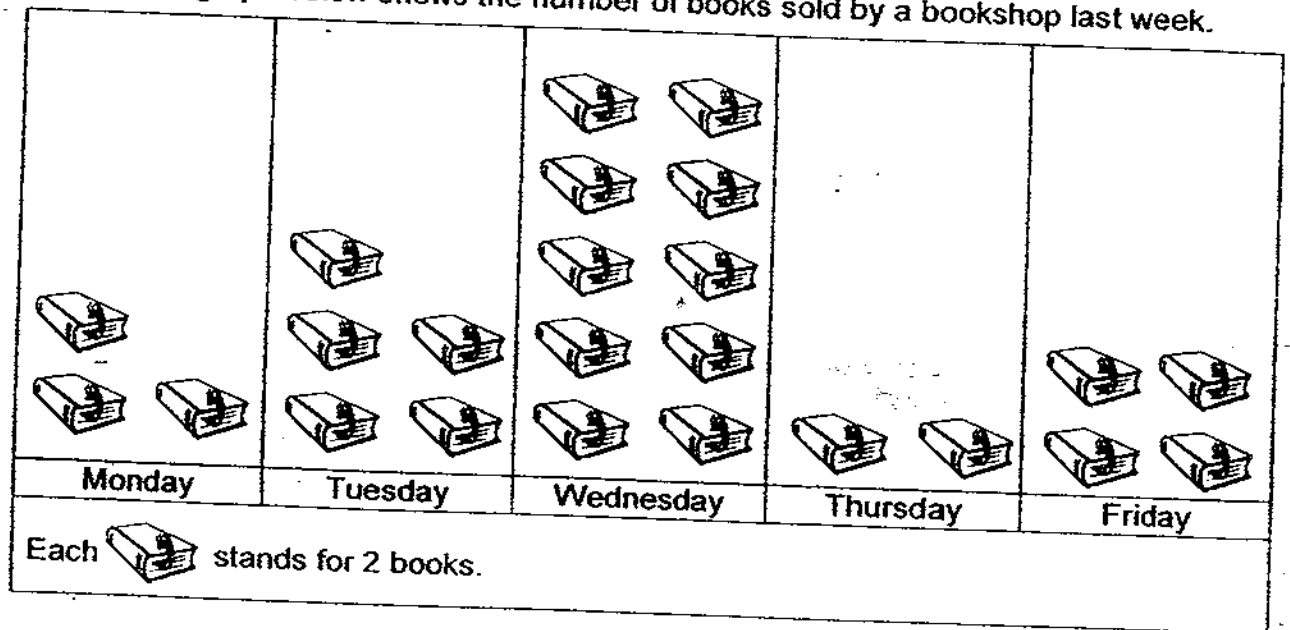 shows the number of books sold by a bookshop last week.
Monday Tuesday Wednesday Thursday Friday
Each stands for 2 books.